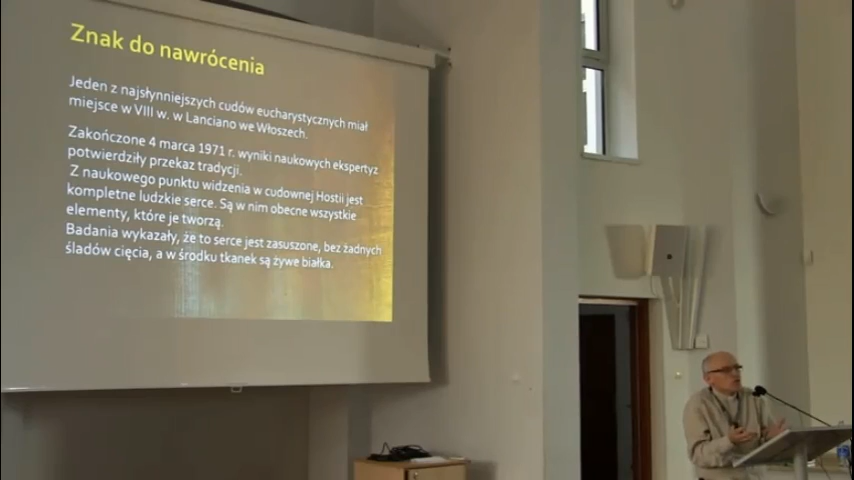 Znak do nawrócenia
Jeden z najsłynniejszych cudów eucharystycznych miał
miejsce w VIII w. w Lanciano we Włoszech.
Zakończone 4 marca 1971 r. wyniki naukowych ekspertyz
potwierdziły przekaz tradycji.
Z naukowego punktu widzenia w cudownej Hostii jest
kompletne ludzkie serce. Są w nim obecne wszystkie
elementy, które je tworzą.
Badania wykazały, że to serce jest zasuszone, bez żadnych
śladów cięcia, a w środku tkanek są żywe białka.